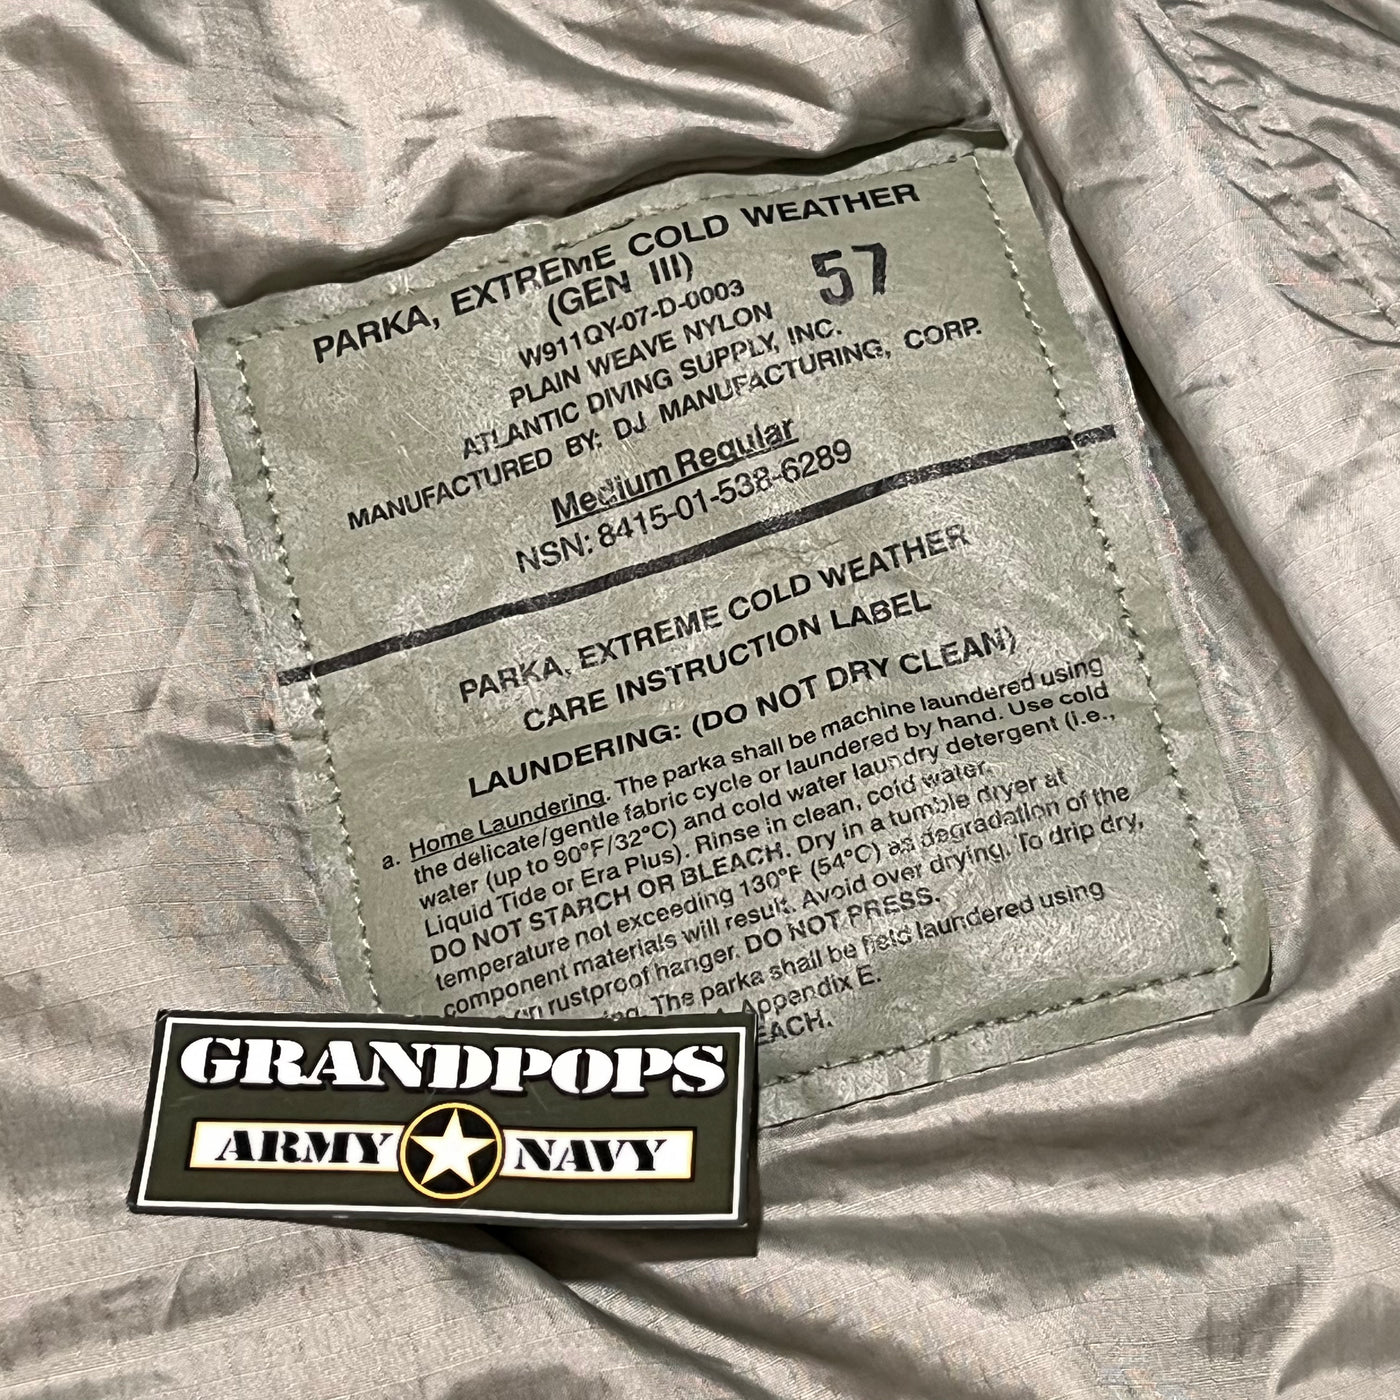 PARKA, EXTREME COLD WEATHER
(GEN III)
57
W911QY-07-D-0003
PLAIN WEAVE NYLON
ATLANTIC DIVING SUPPLY, INC.
MANUFACTURED BY: DJ MANUFACTURING, CORP.
Medium Regular
NSN: 8415-01-538-6289
PARKA, EXTREME COLD WEATHER
CARE INSTRUCTION LABEL
LAUNDERING: (DO NOT DRY CLEAN)
a. Home Laundering. The parka shall be machine laundered using
the delicate/gentle fabric cycle or laundered by hand. Use cold
water (up to 90°F/32°C) and cold water laundry detergent (i.e.,
Liquid Tide or Era Plus). Rinse in clean, cold water.
DO NOT STARCH OR BLEACH. Dry in a tumble dryer at
temperature not exceeding 130°F (54°C) as degradation of the
component materials will result. Avoid over drying. To drip dry,
rustproof hanger. DO NOT PRESS.
The parka shall be field laundered using
Appendix E.
EACH.
GRANDPOPS
ARMY NAVY